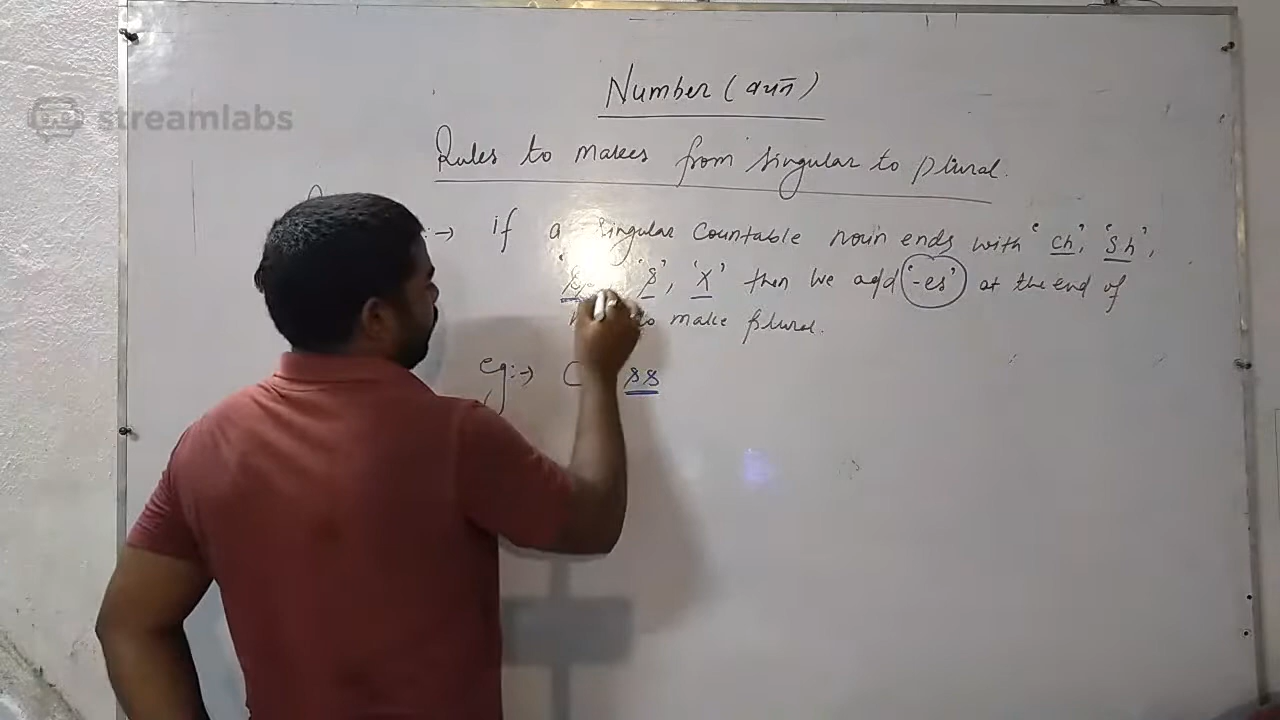 streamlabs
Number (वचन)
Rules to makes from singular to plural.
:→ If a singular countable noun ends with 'ch', 'sh',
's', 'x' then we add '-es' at the end of
to make plural.
eg:→ C ss